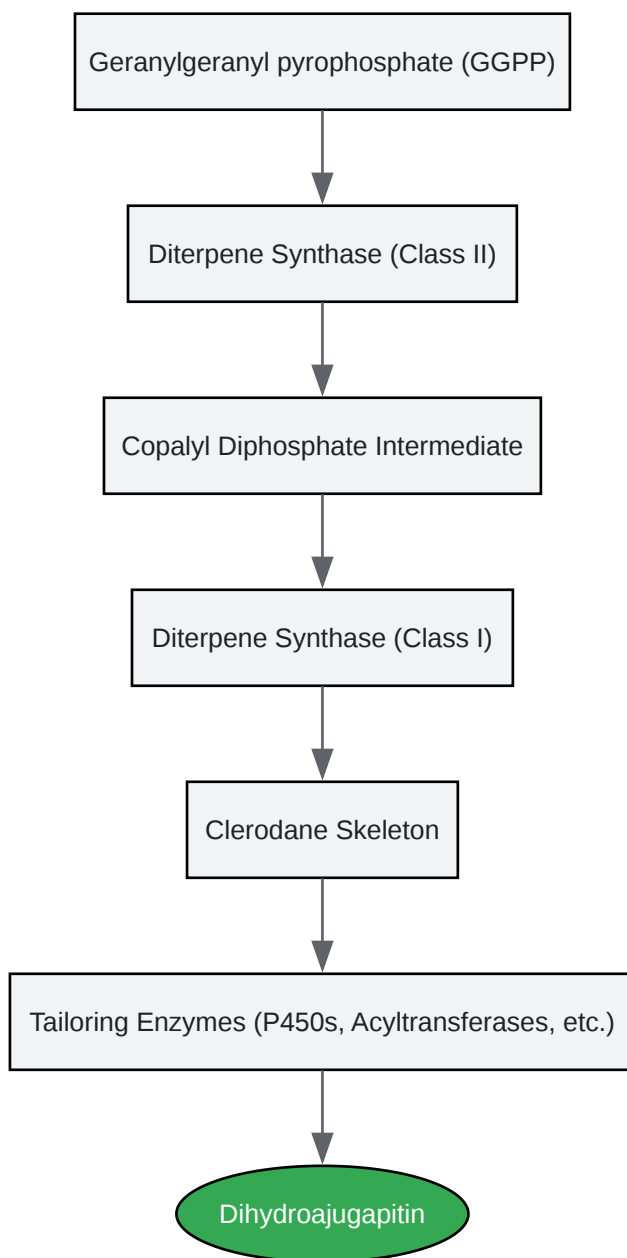 Geranylgeranyl pyrophosphate (GGPP)
Diterpene Synthase (Class II)
Copalyl Diphosphate Intermediate
Diterpene Synthase (Class I)
Clerodane Skeleton
Tailoring Enzymes (P450s, Acyltransferases, etc.)
Dihydroajugapitin